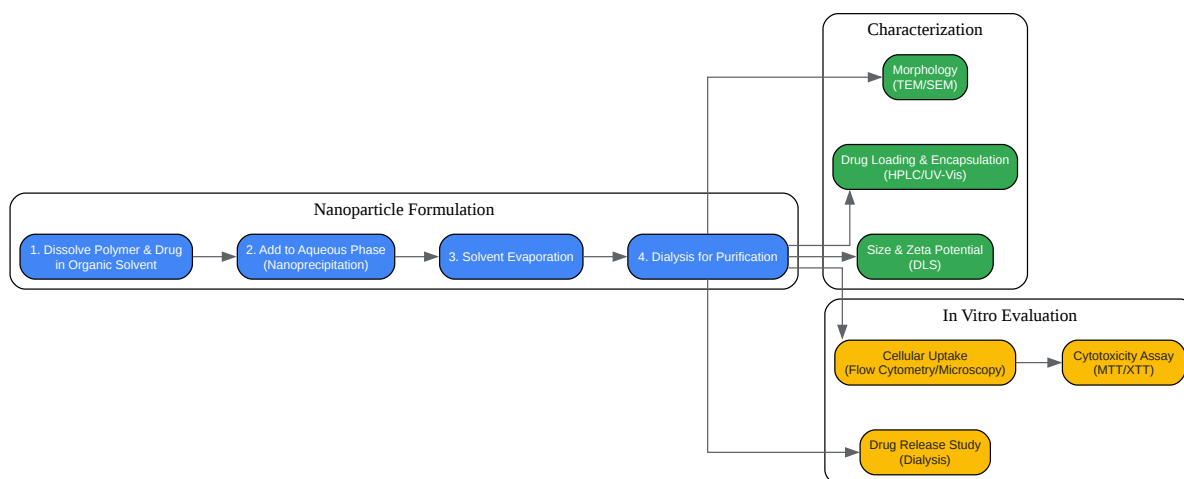 Nanoparticle Formulation
1. Dissolve Polymer & Drug
in Organic Solvent
2. Add to Aqueous Phase
(Nanoprecipitation)
3. Solvent Evaporation
4. Dialysis for Purification
Characterization
Morphology
(TEM/SEM)
Drug Loading & Encapsulation
(HPLC/UV-Vis)
Size & Zeta Potential
(DLS)
In Vitro Evaluation
Cellular Uptake
(Flow Cytometry/Microscopy)
Cytotoxicity Assay
(MTT/XTT)
Drug Release Study
(Dialysis)